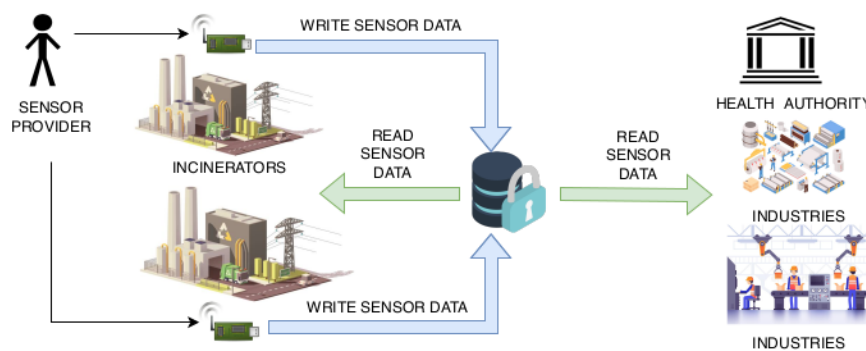 WRITE SENSOR DATA
SENSOR
PROVIDER
INCINERATORS
READ
SENSOR
DATA
READ
SENSOR
DATA
HEALTH AUTHORITY
INDUSTRIES
WRITE SENSOR DATA
INDUSTRIES